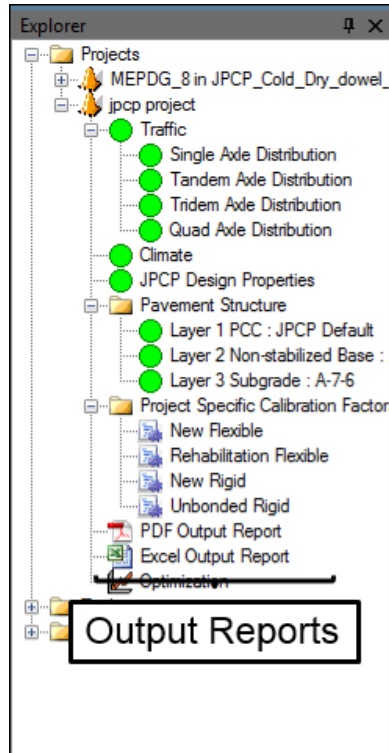 Explorer
Projects
MEPDG_8 in JPCP_Cold_Dry_dowel_
jpcp project
Traffic
Single Axle Distribution
Tandem Axle Distribution
Tridem Axle Distribution
Quad Axle Distribution
Climate
JPCP Design Properties
Pavement Structure
Layer 1 PCC : JPCP Default
Layer 2 Non-stabilized Base :
Layer 3 Subgrade : A-7-6
Project Specific Calibration Factor
New Flexible
Rehabilitation Flexible
New Rigid
Unbonded Rigid
PDF Output Report
Excel Output Report
Optimization
Output Reports